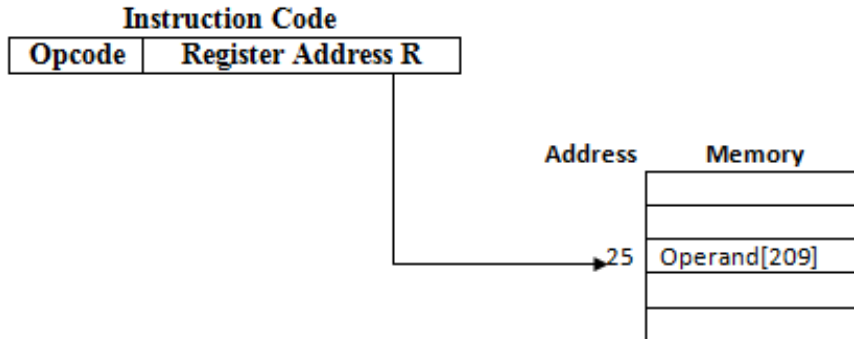 Instruction Code
Opcode Register Address R
Address Memory
25 Operand[209]